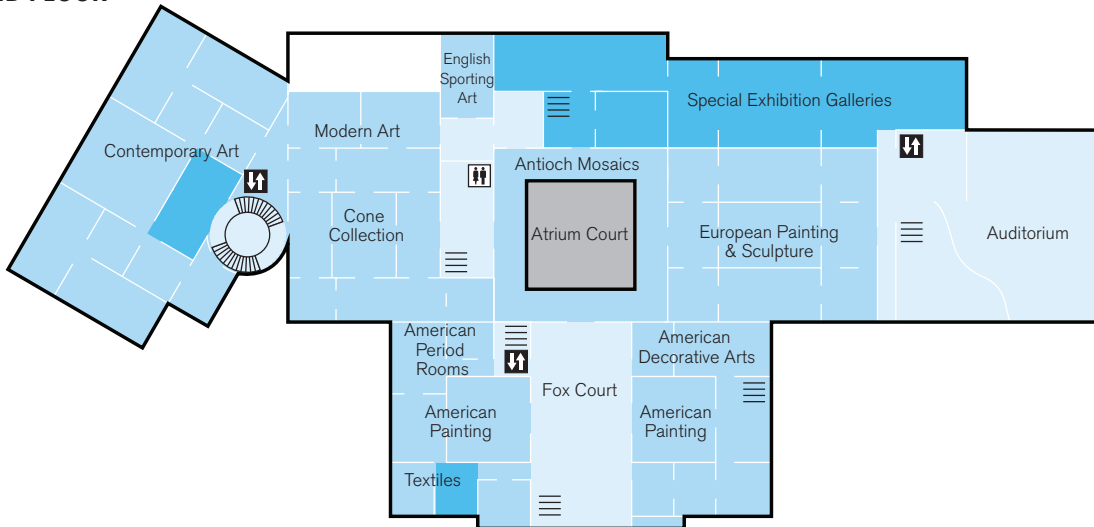 English
Sporting
Art
Special Exhibition Galleries
Modern Art
Contemporary Art
Antioch Mosaics
Cone
Collection
Atrium Court
European Painting
& Sculpture
Auditorium
American
Period
Rooms
American
Decorative Arts
Fox Court
American
Painting
American
Painting
Textiles